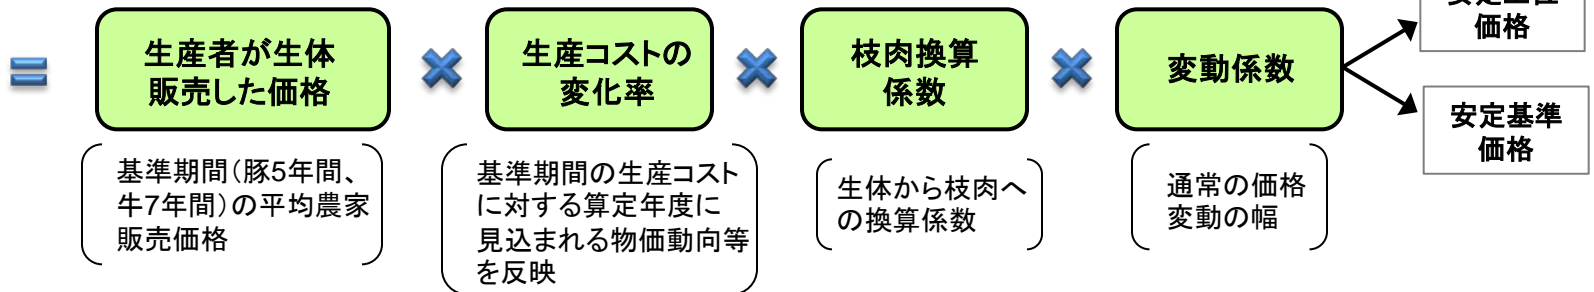 価格
=
生産者が生体
販売した価格
×
生産コストの
変化率
×
枝肉換算
係数
×
変動係数
安定基準
価格
基準期間(豚5年間、
牛7年間)の平均農家
販売価格
基準期間の生産コスト
に対する算定年度に
見込まれる物価動向等
を反映
生体から枝肉へ
の換算係数
通常の価格
変動の幅